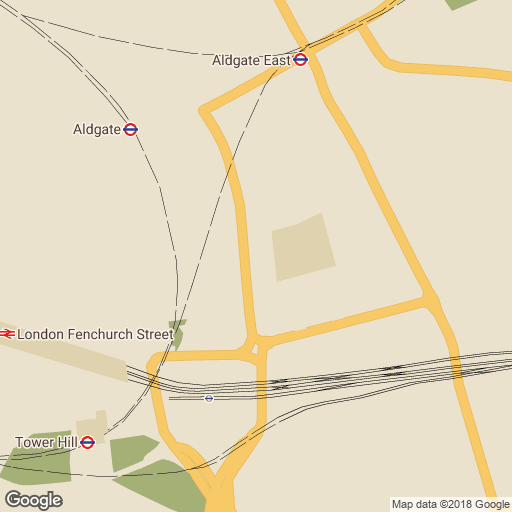 Aldgate East
Aldgate
London Fenchurch Street
Tower Hill
Google
Map data ©2018 Google